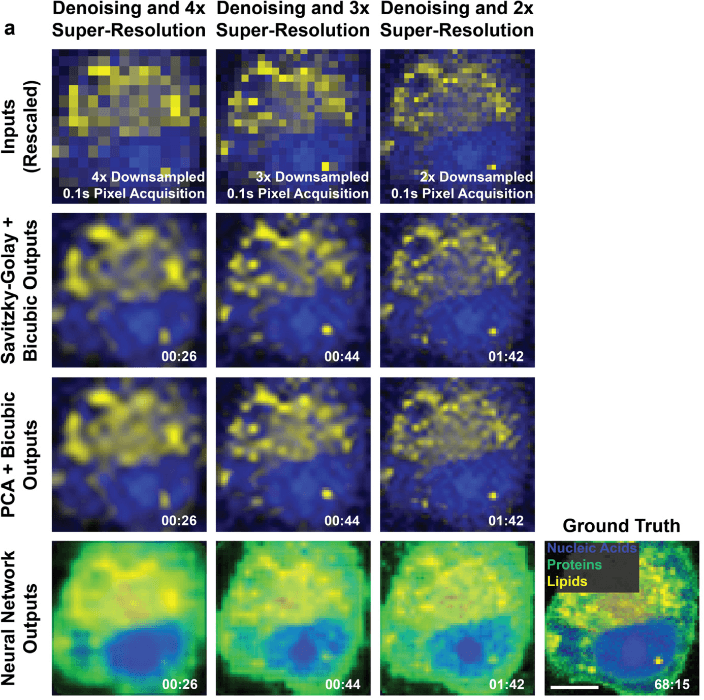 Denoising and 4x
Super-Resolution
Denoising and 3x
Super-Resolution
Denoising and 2x
Super-Resolution
a
Inputs
(Rescaled)
4x Downsampled
0.1s Pixel Acquisition
3x Downsampled
0.1s Pixel Acquisition
2x Downsampled
0.1s Pixel Acquisition
Savitzky-Golay +
Bicubic Outputs
00:26
00:44
01:42
PCA + Bicubic
Outputs
00:26
00:44
01:42
Neural Network
Outputs
00:26
00:44
01:42
Ground Truth
Nucleic Acids
Proteins
Lipids
68:15